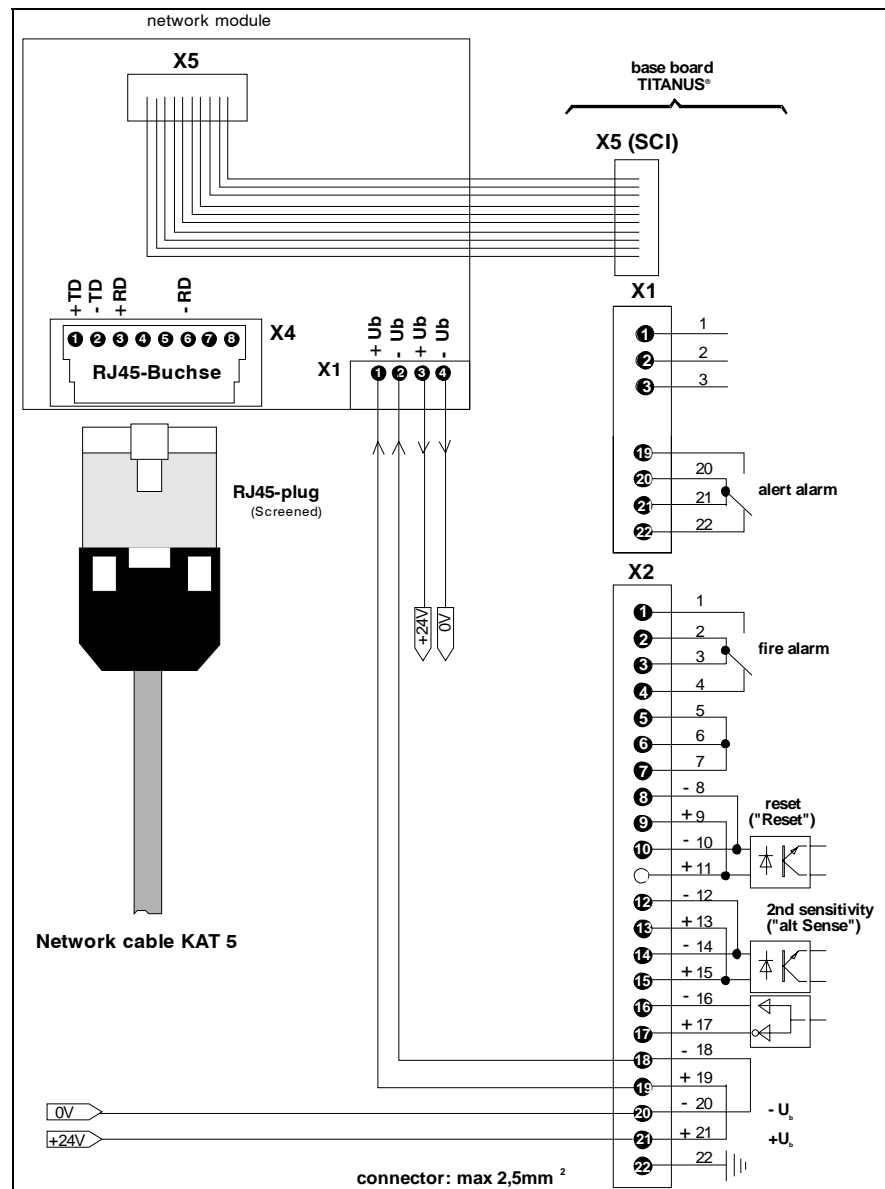 network module
X5
base board
TITANUS®
X5 (SCI)
+ TD
- TD
+ RD
- RD
X4
1 2 3 4 5 6 7 8
RJ45-Buchse
+ Ub
- Ub
+ Ub
- Ub
X1
1 2 3 4
RJ45-plug
(Screened)
Network cable KAT 5
+24V
0V
X1
1 1
2 2
3 3
19
20 20
21 21
22 22
alert alarm
X2
1 1
2 2
3 3
4 4
fire alarm
5 5
6 6
7 7
8 - 8
9 + 9
10 - 10
+ 11
reset
("Reset")
12 - 12
13 + 13
14 - 14
15 + 15
2nd sensitivity
("alt Sense")
16 - 16
17 + 17
18 - 18
19 + 19
0V
20 - 20
- Ub
+24V
21 + 21
+Ub
22 22
connector: max 2,5mm ²